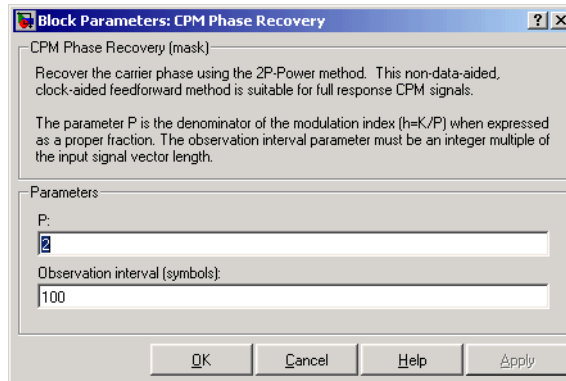 Block Parameters: CPM Phase Recovery
CPM Phase Recovery (mask)
Recover the carrier phase using the 2P-Power method. This non-data-aided,
clock-aided feedforward method is suitable for full response CPM signals.
The parameter P is the denominator of the modulation index (h=K/P) when expressed
as a proper fraction. The observation interval parameter must be an integer multiple of
the input signal vector length.
Parameters
P:
2
Observation interval (symbols):
100
OK Cancel Help Apply